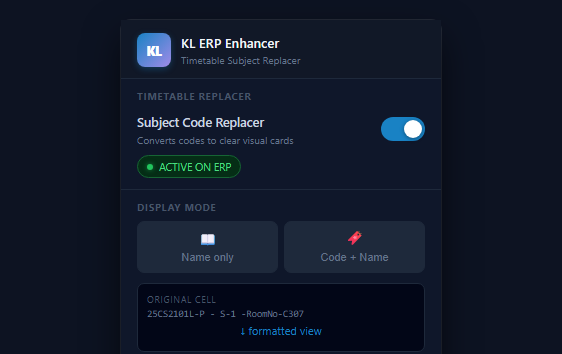 KL
KL ERP Enhancer
Timetable Subject Replacer
TIMETABLE REPLACER
Subject Code Replacer
Converts codes to clear visual cards
ACTIVE ON ERP
DISPLAY MODE
Name only
Code + Name
ORIGINAL CELL
25CS2101L-P - S-1 -RoomNo-C307
↓ formatted view